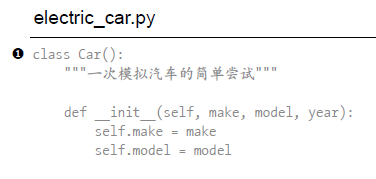 electric_car.py
❶ class Car():
    """一次模拟汽车的简单尝试"""
    def __init__(self, make, model, year):
        self.make = make
        self.model = model